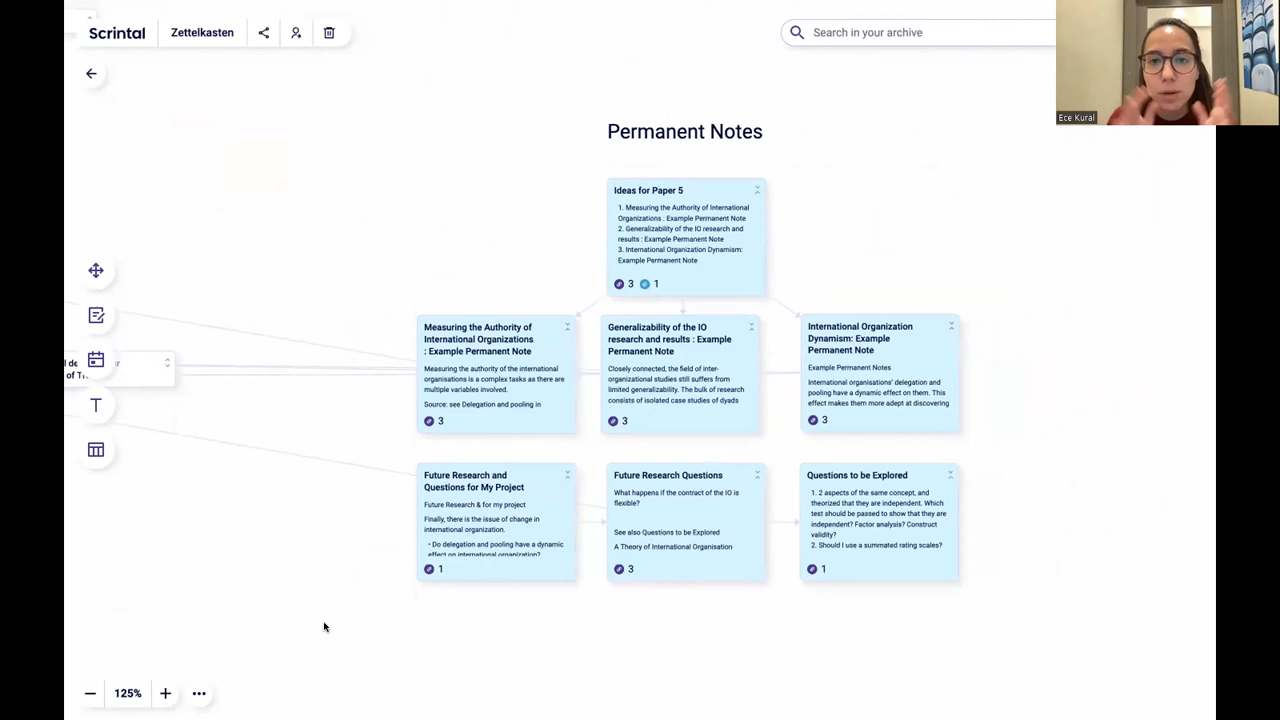 Scrintal
Zettelkasten
Search in your archive
Ece Kural
Permanent Notes
Ideas for Paper 5
1. Measuring the Authority of International
Organizations : Example Permanent Note
2. Generalizability of the IO research and
results : Example Permanent Note
3. International Organization Dynamism:
Example Permanent Note
3
1
Measuring the Authority of
International Organizations
: Example Permanent Note
Measuring the authority of the international
organisations is a complex tasks as there are
multiple variables involved.
Source: see Delegation and pooling in
3
Generalizability of the IO
research and results : Example
Permanent Note
Closely connected, the field of inter-
organizational studies still suffers from
limited generalizability. The bulk of research
consists of isolated case studies of dyads
3
International Organization
Dynamism: Example
Permanent Note
Example Permanent Notes
International organisations' delegation and
pooling have a dynamic effect on them. This
effect makes them more adept at discovering
3
Future Research and
Questions for My Project
Future Research & for my project
Finally, there is the issue of change in
international organization.
• Do delegation and pooling have a dynamic
effect on international organization?
1
Future Research Questions
What happens if the contract of the IO is
flexible?
See also Questions to be Explored
A Theory of International Organisation
3
Questions to be Explored
1. 2 aspects of the same concept, and
theorized that they are independent. Which
test should be passed to show that they are
independent? Factor analysis? Construct
validity?
2. Should I use a summated rating scales?
1
125%